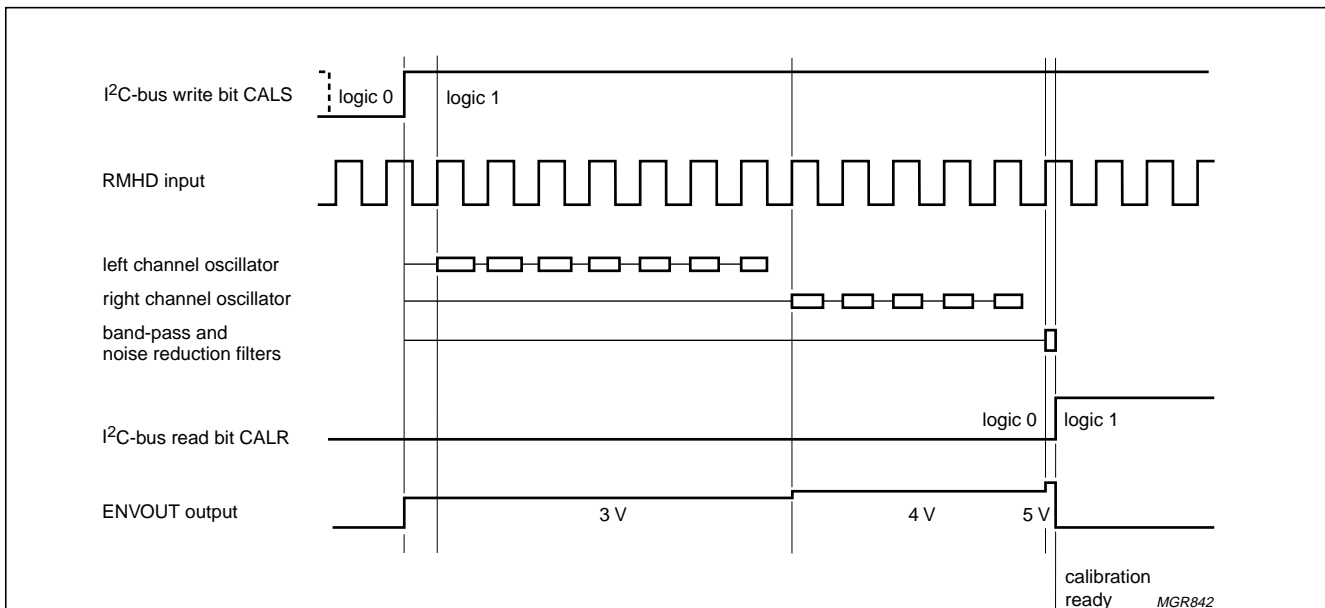 I²C-bus write bit CALS
logic 0
logic 1
RMHD input
left channel oscillator
right channel oscillator
band-pass and
noise reduction filters
I²C-bus read bit CALR
logic 0
logic 1
ENVOUT output
3 V
4 V
5 V
calibration
ready
MGR842